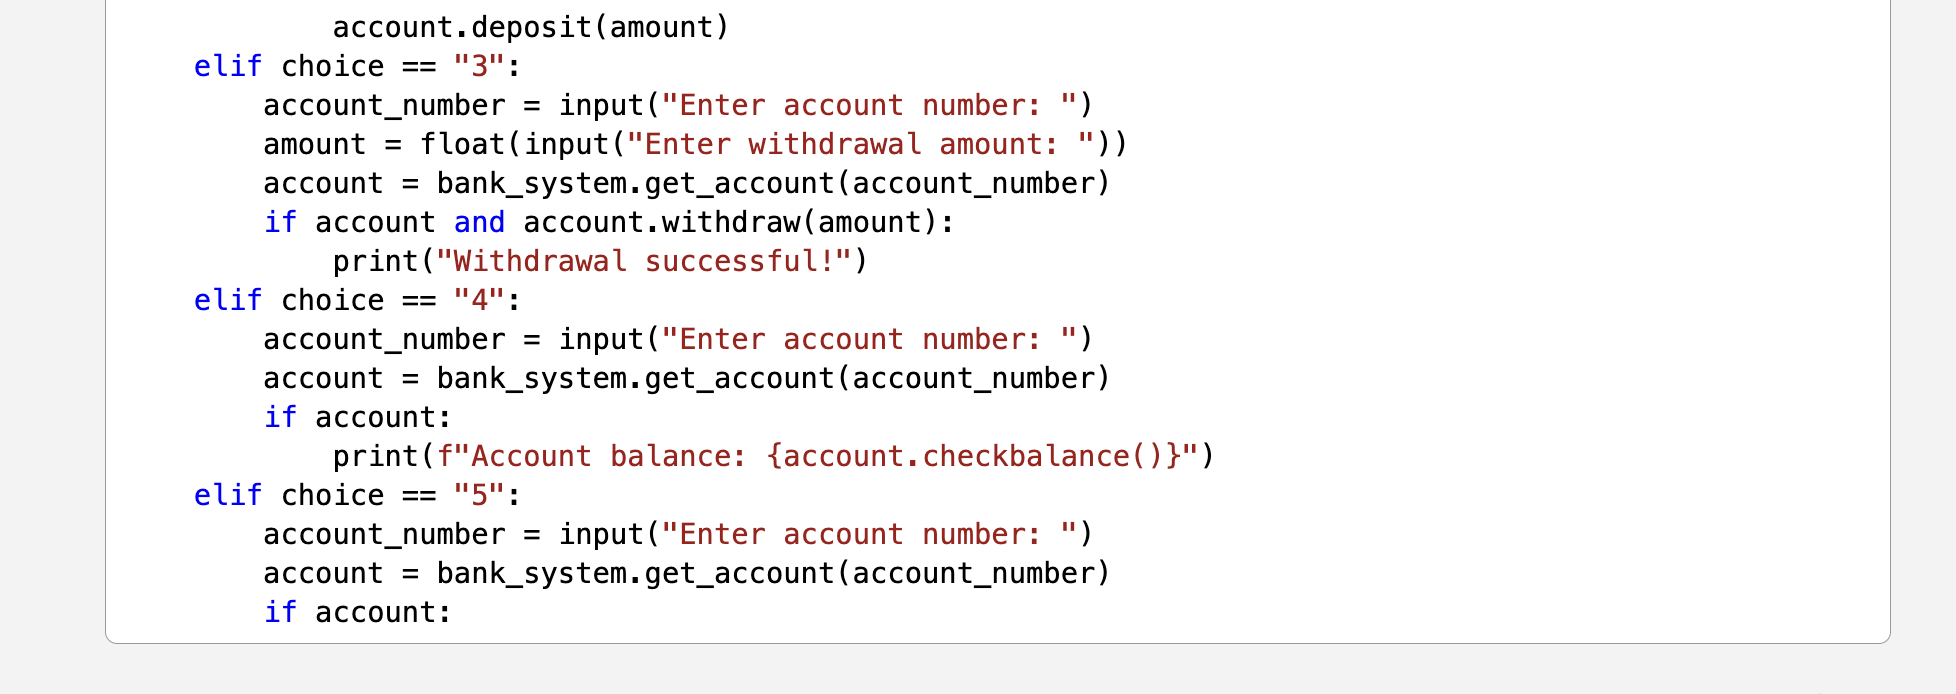 account.deposit(amount)
elif choice == "3":
account_number = input("Enter account number: ")
amount = float(input("Enter withdrawal amount: "))
account = bank_system.get_account(account_number)
if account and account.withdraw(amount):
print("Withdrawal successful!")
elif choice == "4":
account_number = input("Enter account number: ")
account = bank_system.get_account(account_number)
if account:
print(f"Account balance: {account.checkbalance()}")
elif choice == "5":
account_number = input("Enter account number: ")
account = bank_system.get_account(account_number)
if account: